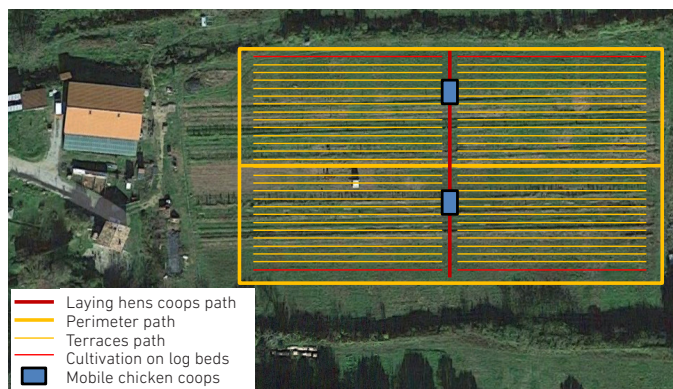 Laying hens coops path
Perimeter path
Terraces path
Cultivation on log beds
Mobile chicken coops